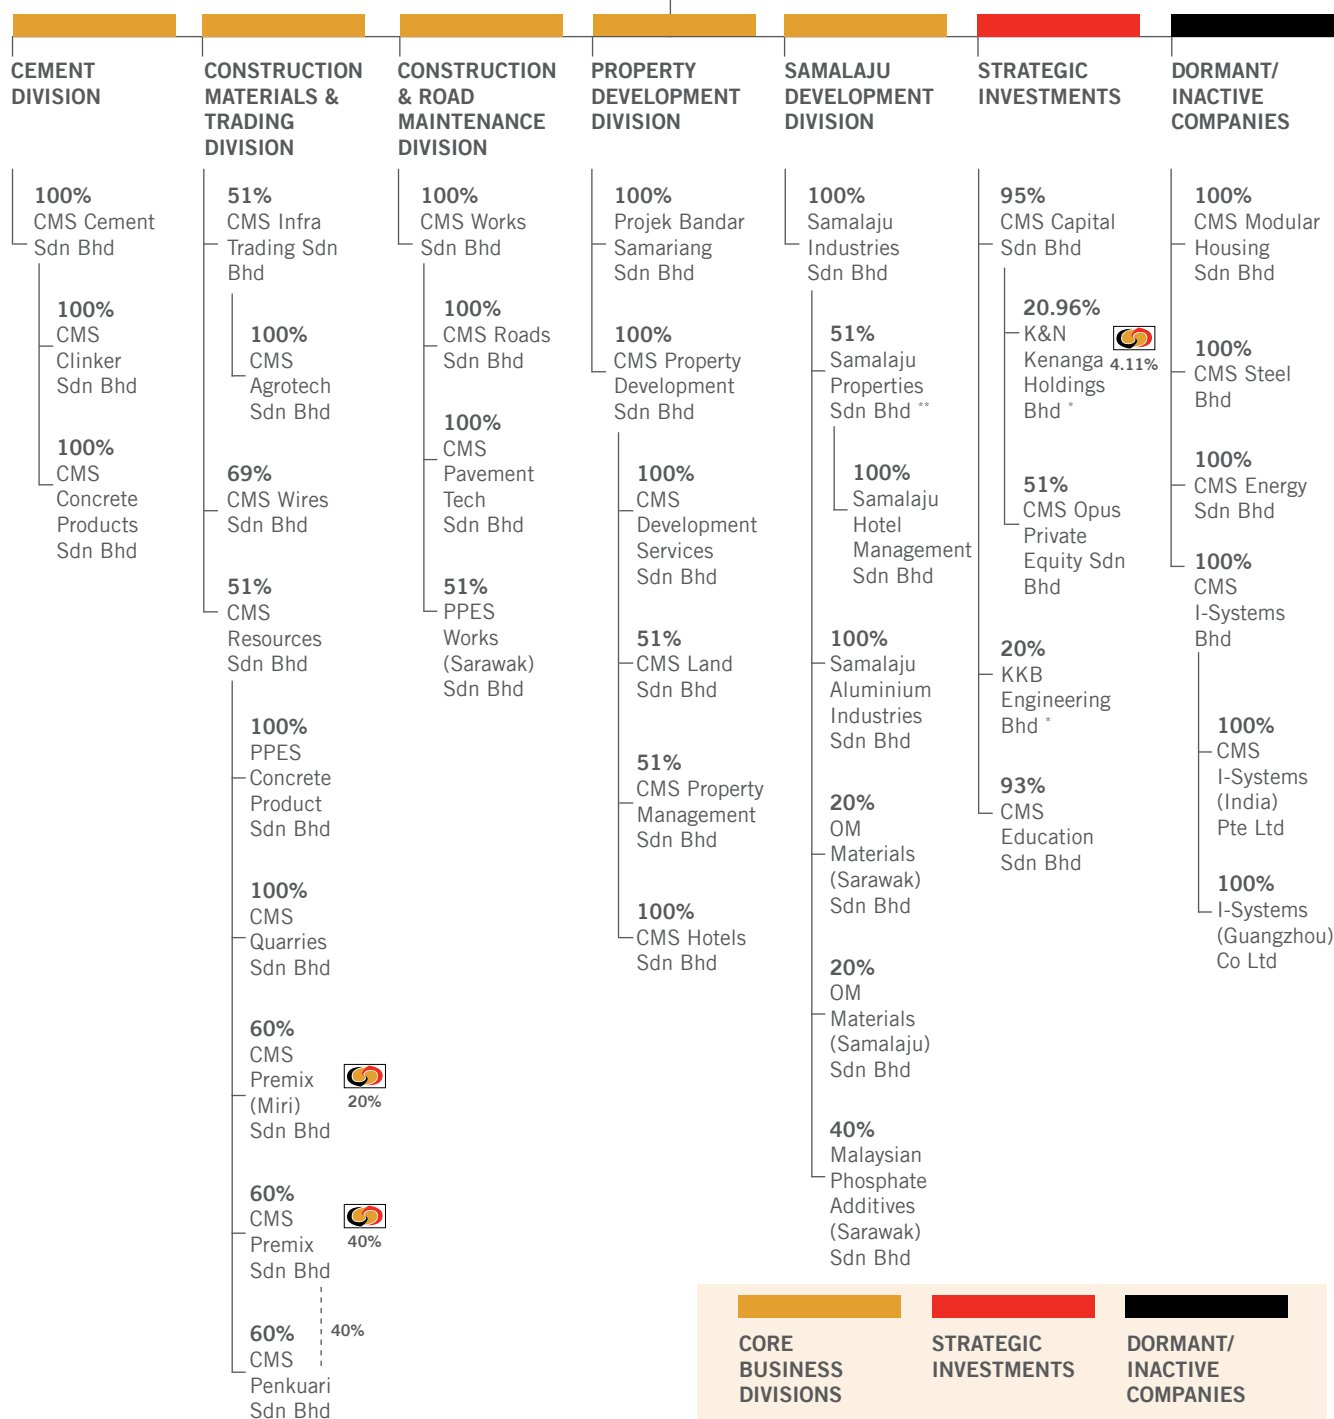 CEMENT
DIVISION
100%
CMS Cement
Sdn Bhd
100%
CMS
Clinker
Sdn Bhd
100%
CMS
Concrete
Products
Sdn Bhd
CONSTRUCTION
MATERIALS &
TRADING
DIVISION
51%
CMS Infra
Trading Sdn
Bhd
100%
CMS
Agrotech
Sdn Bhd
69%
CMS Wires
Sdn Bhd
51%
CMS
Resources
Sdn Bhd
100%
PPES
Concrete
Product
Sdn Bhd
100%
CMS
Quarries
Sdn Bhd
60%
CMS
Premix
(Miri)
Sdn Bhd
20%
60%
CMS
Premix
Sdn Bhd
40%
40%
60%
CMS
Penkuari
Sdn Bhd
CONSTRUCTION
& ROAD
MAINTENANCE
DIVISION
100%
CMS Works
Sdn Bhd
100%
CMS Roads
Sdn Bhd
100%
CMS
Pavement
Tech
Sdn Bhd
51%
PPES
Works
(Sarawak)
Sdn Bhd
PROPERTY
DEVELOPMENT
DIVISION
100%
Projek Bandar
Samariang
Sdn Bhd
100%
CMS Property
Development
Sdn Bhd
100%
CMS
Development
Services
Sdn Bhd
51%
CMS Land
Sdn Bhd
51%
CMS Property
Management
Sdn Bhd
100%
CMS Hotels
Sdn Bhd
SAMALAJU
DEVELOPMENT
DIVISION
100%
Samalaju
Industries
Sdn Bhd
51%
Samalaju
Properties
Sdn Bhd **
100%
Samalaju
Hotel
Management
Sdn Bhd
100%
Samalaju
Aluminium
Industries
Sdn Bhd
20%
OM
Materials
(Sarawak)
Sdn Bhd
20%
OM
Materials
(Samalaju)
Sdn Bhd
40%
Malaysian
Phosphate
Additives
(Sarawak)
Sdn Bhd
STRATEGIC
INVESTMENTS
95%
CMS Capital
Sdn Bhd
20.96%
K&N
Kenanga
Holdings
Bhd *
4.11%
51%
CMS Opus
Private
Equity Sdn
Bhd
20%
KKB
Engineering
Bhd *
93%
CMS
Education
Sdn Bhd
DORMANT/
INACTIVE
COMPANIES
100%
CMS Modular
Housing
Sdn Bhd
100%
CMS Steel
Bhd
100%
CMS Energy
Sdn Bhd
100%
CMS
I-Systems
Bhd
100%
CMS
I-Systems
(India)
Pte Ltd
100%
I-Systems
(Guangzhou)
Co Ltd
CORE
BUSINESS
DIVISIONS
STRATEGIC
INVESTMENTS
DORMANT/
INACTIVE
COMPANIES